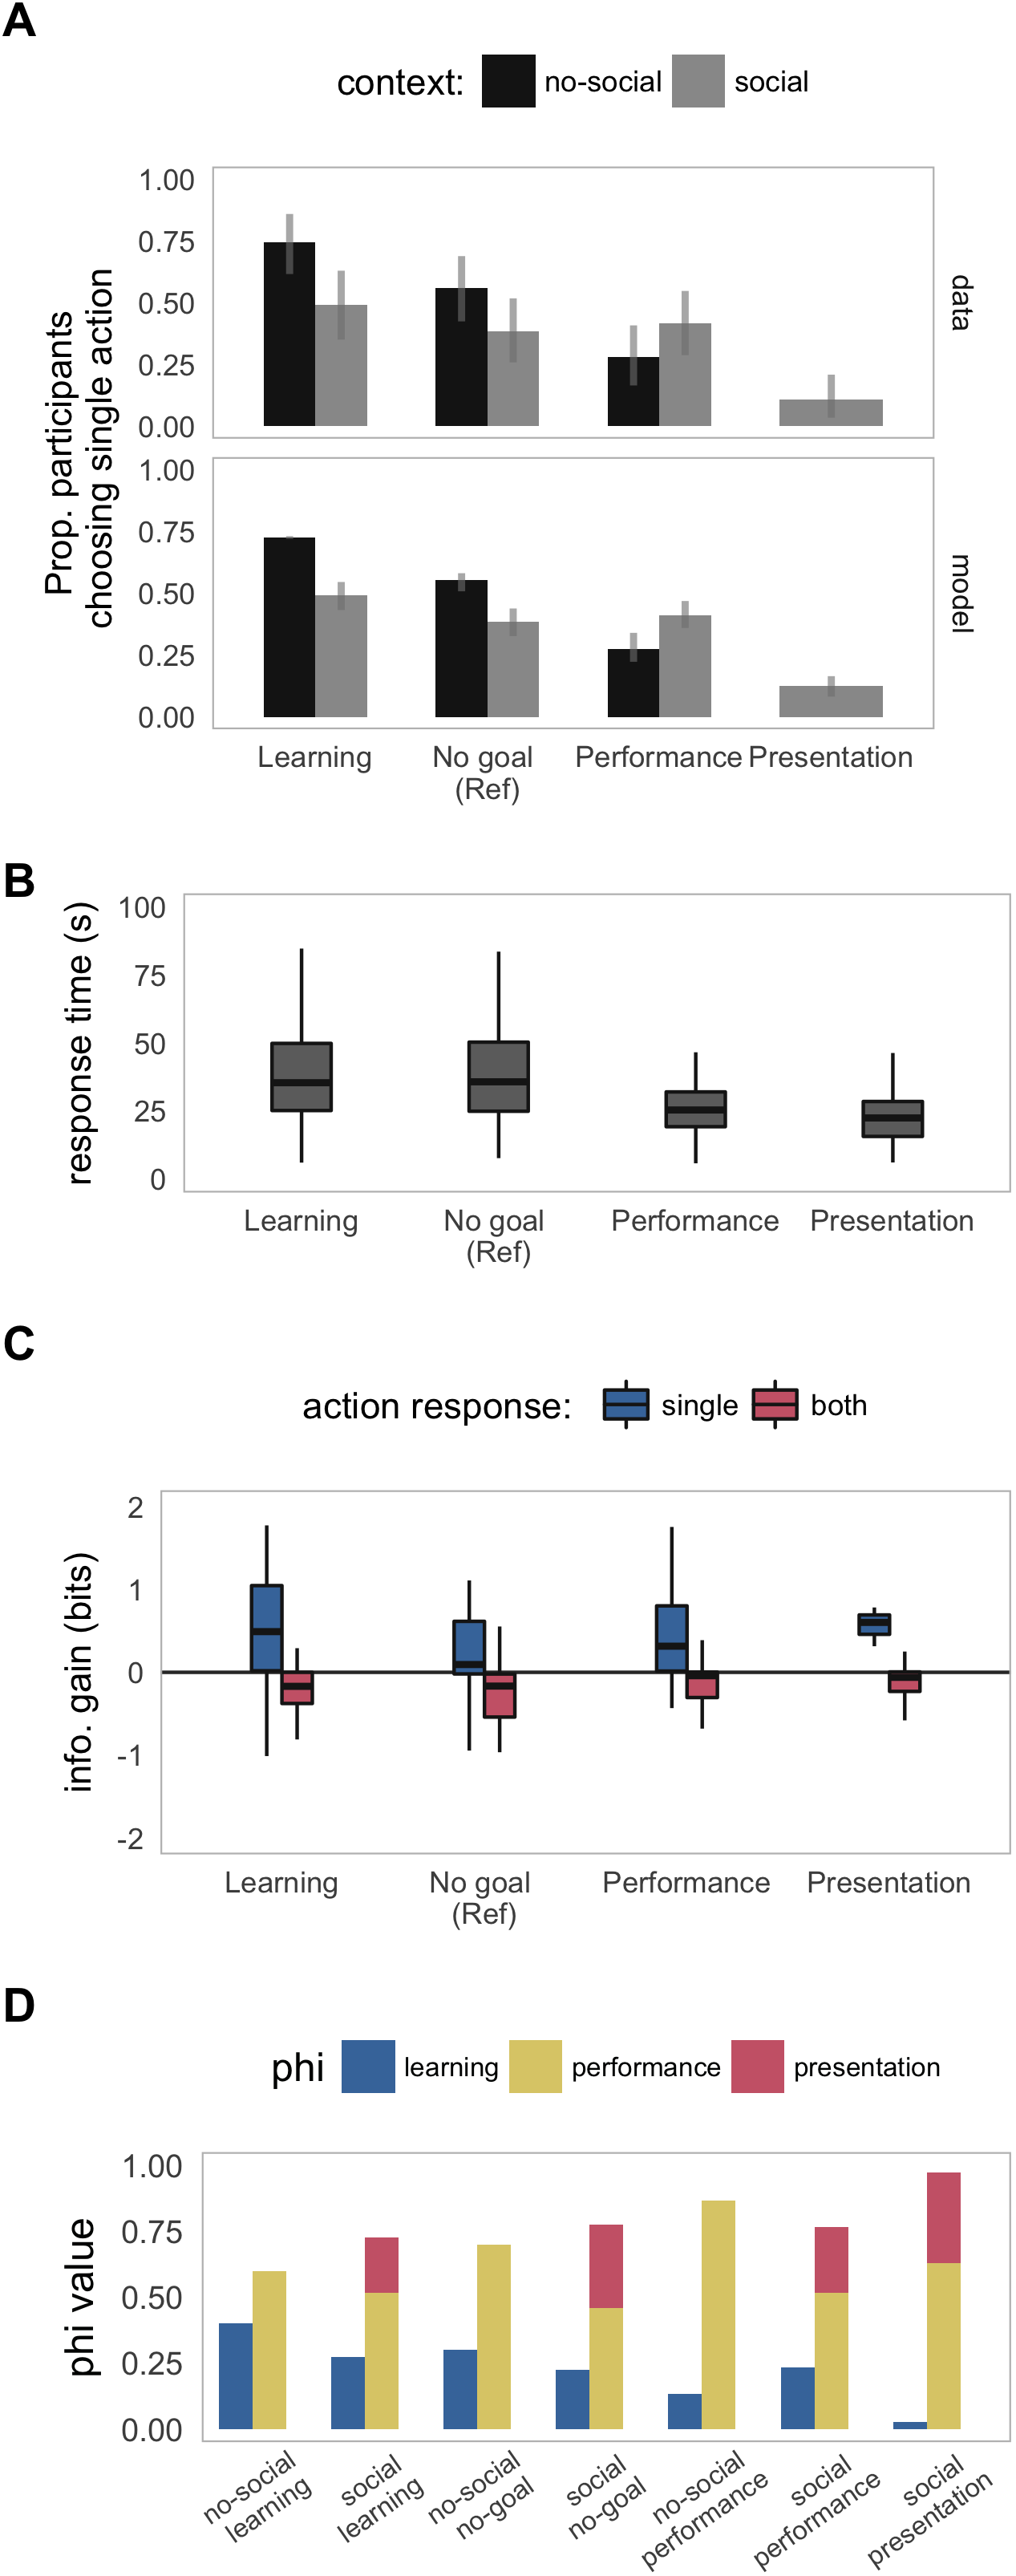 A
context: no-social social
1.00
0.75
0.50
0.25
0.00
data
Prop. participants
choosing single action
1.00
0.75
0.50
0.25
0.00
model
Learning No goal Performance Presentation
(Ref)
B
response time (s)
100
75
50
25
0
Learning No goal Performance Presentation
(Ref)
C
action response: single both
info. gain (bits)
2
1
0
-1
-2
Learning No goal Performance Presentation
(Ref)
D
phi learning performance presentation
phi value
1.00
0.75
0.50
0.25
0.00
no-social
learning
social
learning
no-social
no-goal
social
no-goal
no-social
performance
social
performance
social
presentation